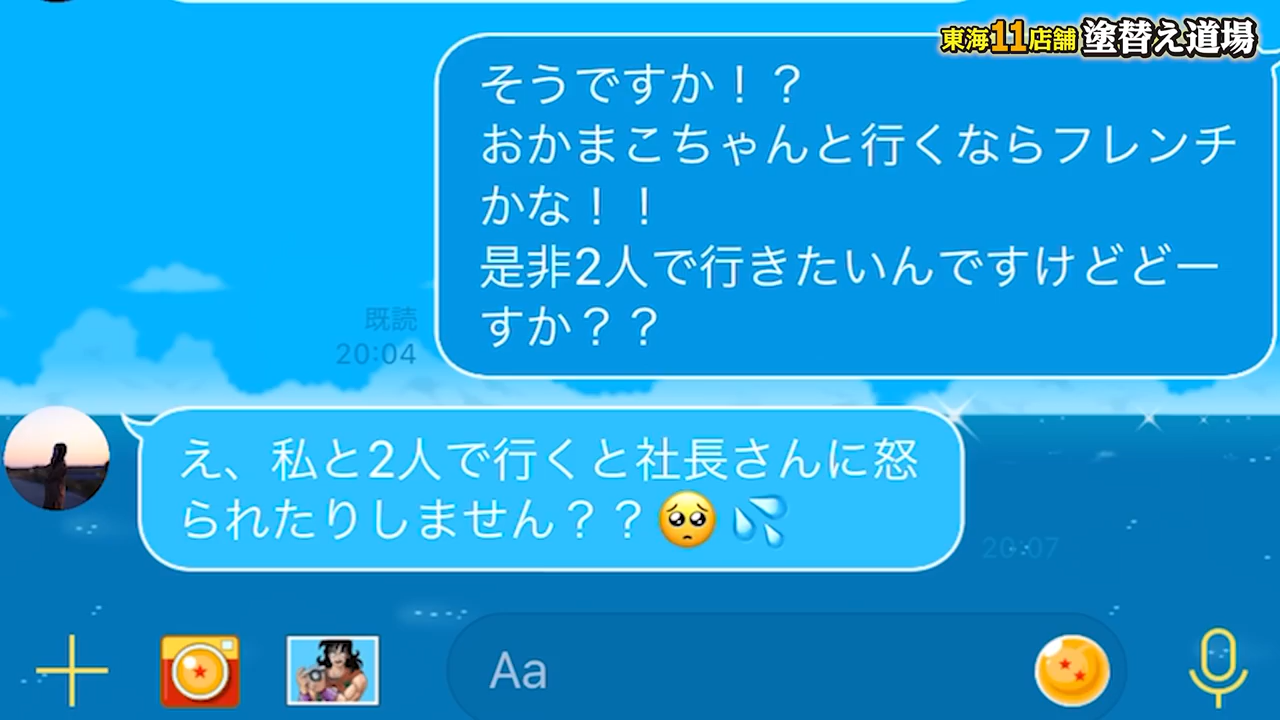 東海11店舗 塗替え道場
そうですか！？
おかまこちゃんと行くならフレンチ
かな！！
是非2人で行きたいんですけどどー
すか？？
既読
20:04
え、私と2人で行くと社長さんに怒
られたりしません？？🥺💦
20:07
Aa